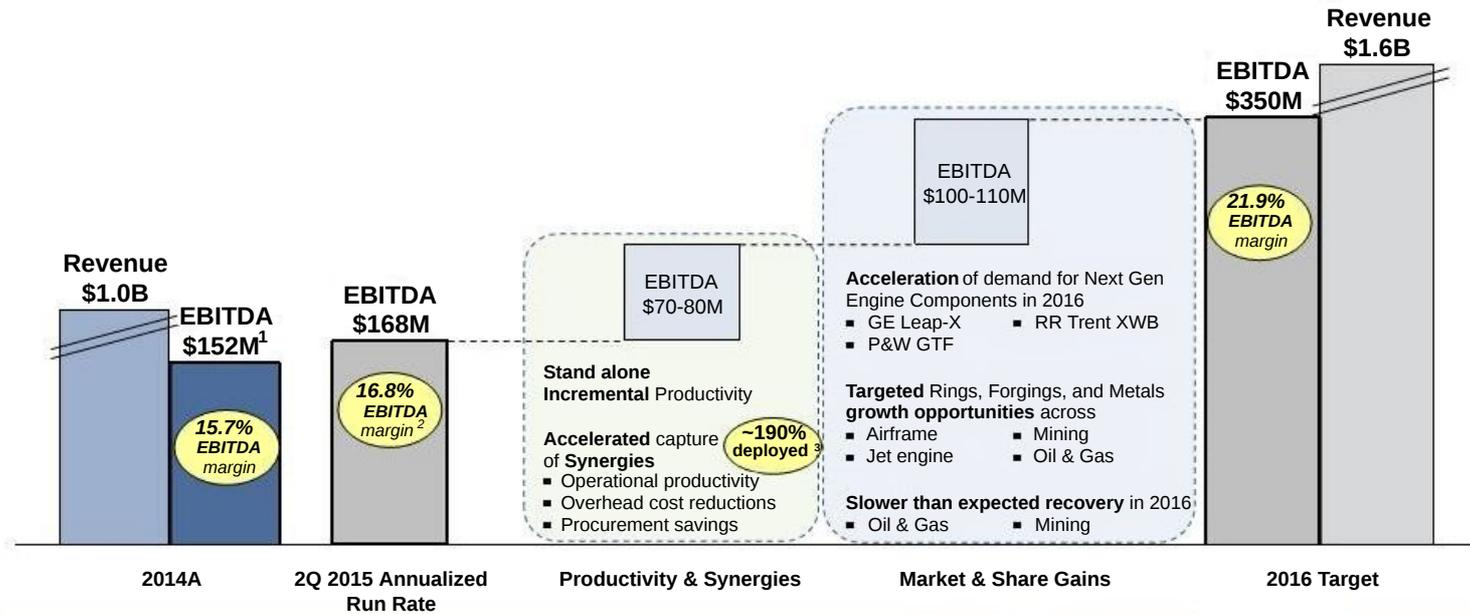 Revenue
$1.0B
EBITDA
$152M1
15.7%
EBITDA
margin
2014A
EBITDA
$168M
16.8%
EBITDA
margin 2
2Q 2015 Annualized
Run Rate
EBITDA
$70-80M
Stand alone
Incremental Productivity
Accelerated capture
of Synergies
~190%
deployed 3
▪ Operational productivity
▪ Overhead cost reductions
▪ Procurement savings
Productivity & Synergies
EBITDA
$100-110M
Acceleration of demand for Next Gen
Engine Components in 2016
▪ GE Leap-X ▪ RR Trent XWB
▪ P&W GTF
Targeted Rings, Forgings, and Metals
growth opportunities across
▪ Airframe ▪ Mining
▪ Jet engine ▪ Oil & Gas
Slower than expected recovery in 2016
▪ Oil & Gas ▪ Mining
Market & Share Gains
EBITDA
$350M
21.9%
EBITDA
margin
Revenue
$1.6B
2016 Target